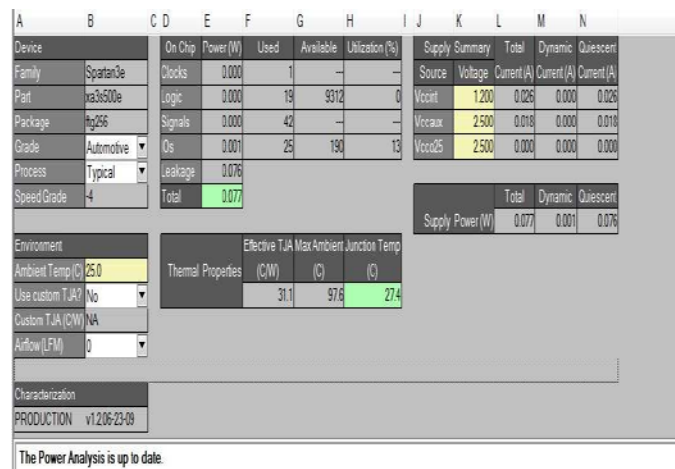 A B C D E F G H I J K L M N
Device On Chip Power (W) Used Available Utilization (%) Supply Summary Total Dynamic Quiescent
Family Spartan3e Clocks 0.000 1 --- --- Source Voltage Current (A) Current (A) Current (A)
Part xa3s500e Logic 0.000 19 9312 0 Vccint 1.200 0.026 0.000 0.026
Package ftg256 Signals 0.000 42 --- --- Vccaux 2.500 0.018 0.000 0.018
Grade Automotive IOs 0.001 25 190 13 Vcco25 2.500 0.000 0.000 0.000
Process Typical Leakage 0.076
Speed Grade -4 Total 0.077 Total Dynamic Quiescent
Supply Power (W) 0.077 0.001 0.076
Environment Effective TJA Max Ambient Junction Temp
Ambient Temp (C) 25.0 Thermal Properties (C/W) (C) (C)
Use custom TJA? No 31.1 97.6 27.4
Custom TJA (C/W) NA
Airflow (LFM) 0
Characterization
PRODUCTION v1.2,06-23-09
The Power Analysis is up to date.